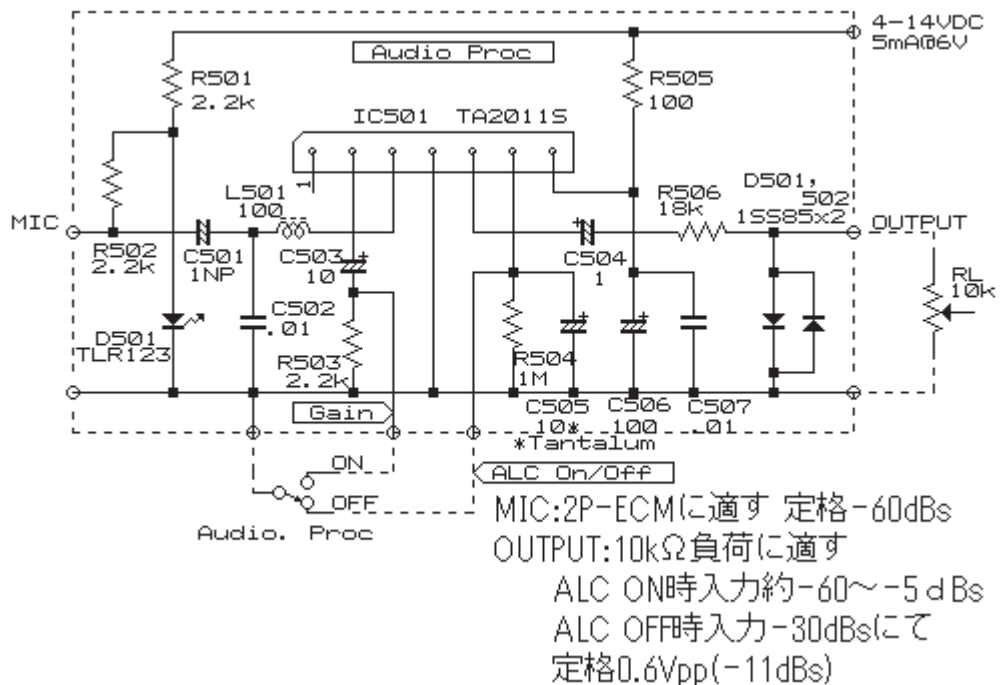 4-14VDC
5mA@6V
Audio Proc
R501
2.2k
R505
100
IC501 TA2011S
1
L501
100
R506
18k
D501,
502
1SS85x2
MIC
OUTPUT
R502
2.2k
C501
1NP
C503
10
C504
1
RL
10k
C502
.01
D501
TLR123
R503
2.2k
R504
1M
Gain
C505
10*
C506
100
C507
.01
*Tantalum
ON
OFF
ALC On/Off
Audio. Proc
MIC:2P-ECMに適す 定格-60dBs
OUTPUT:10kΩ負荷に適す
ALC ON時入力約-60～-5dBs
ALC OFF時入力-30dBsにて
定格0.6Vpp(-11dBs)